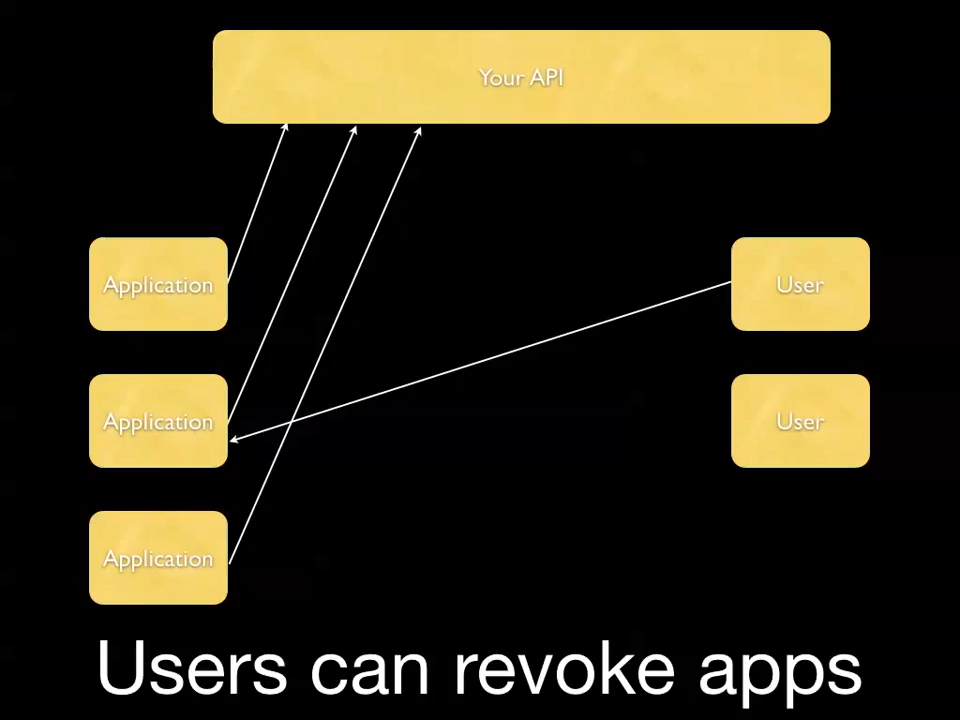 Your API
Application
User
Application
User
Application
Users can revoke apps